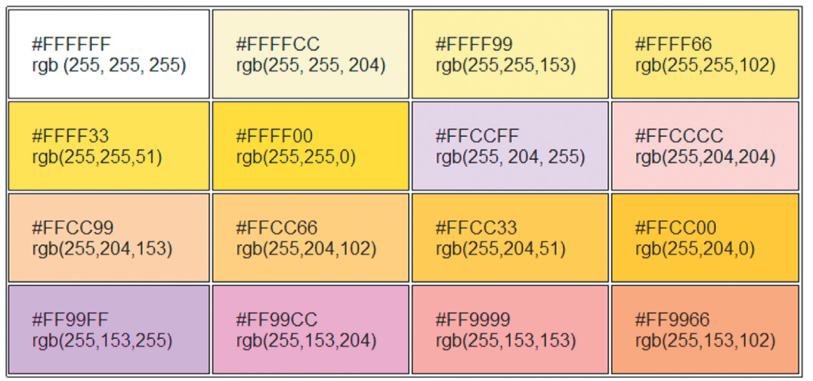 #FFFFFF
rgb (255, 255, 255)
#FFFFCC
rgb(255, 255, 204)
#FFFF99
rgb(255,255,153)
#FFFF66
rgb(255,255,102)
#FFFF33
rgb(255,255,51)
#FFFF00
rgb(255,255,0)
#FFCCFF
rgb(255, 204, 255)
#FFCCCC
rgb(255,204,204)
#FFCC99
rgb(255,204,153)
#FFCC66
rgb(255,204,102)
#FFCC33
rgb(255,204,51)
#FFCC00
rgb(255,204,0)
#FF99FF
rgb(255,153,255)
#FF99CC
rgb(255,153,204)
#FF9999
rgb(255,153,153)
#FF9966
rgb(255,153,102)